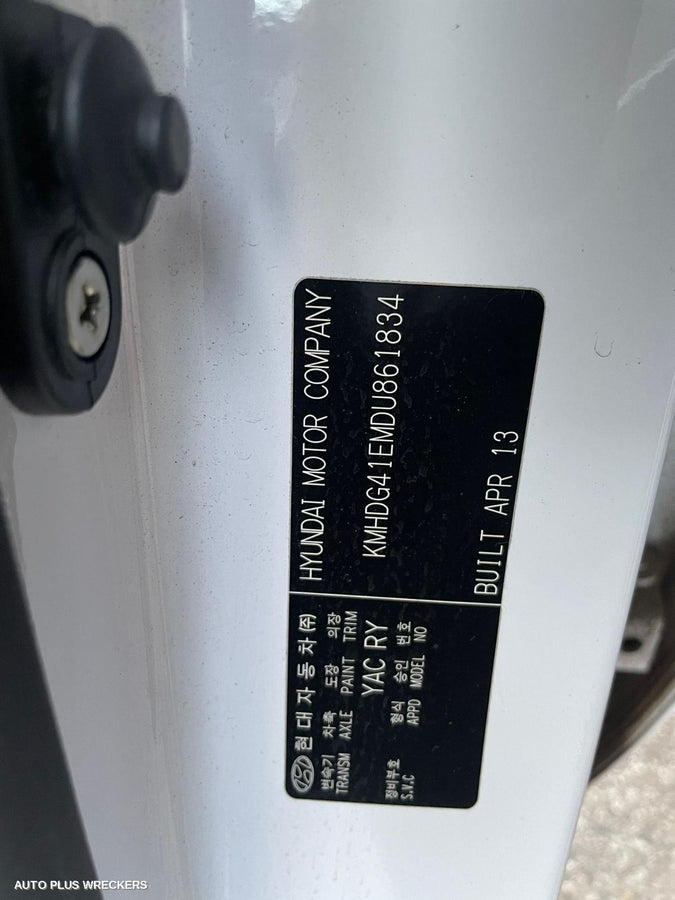 현대자동차(주) HYUNDAI MOTOR COMPANY
변속기 차축 도장 의장
TRANSM AXLE PAINT TRIM
YAC RY
KMHDG41EMDU861834
정비부호 형식 승인 번호
S.V.C APPD MODEL NO
BUILT APR 13
AUTO PLUS WRECKERS